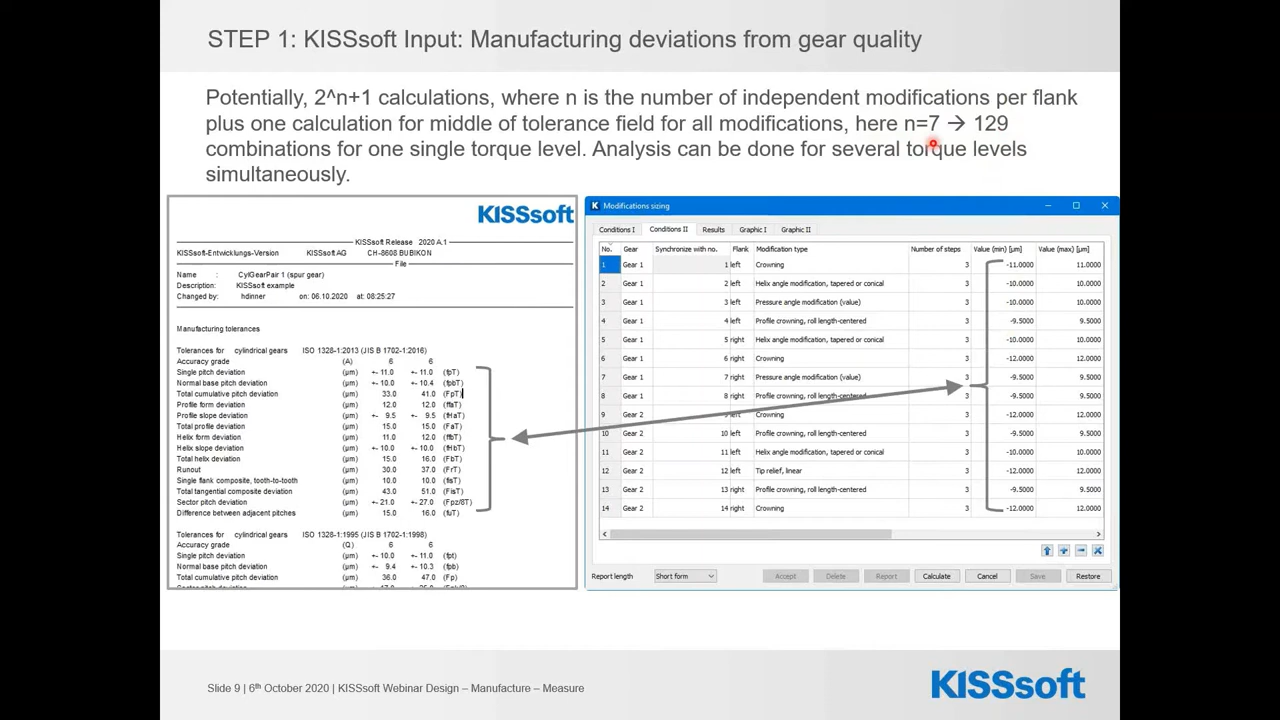 STEP 1: KISSsoft Input: Manufacturing deviations from gear quality
Potentially, 2^n+1 calculations, where n is the number of independent modifications per flank
plus one calculation for middle of tolerance field for all modifications, here n=7 → 129
combinations for one single torque level. Analysis can be done for several torque levels
simultaneously.
KISSsoft
KISSsoft Release 2020 A.1
KISSsoft-Entwicklungs-Version KISSsoft AG CH-8608 BUBIKON
File
Name : CylGearPair 1 (spur gear)
Description: KISSsoft example
Changed by: hdinner on: 06.10.2020 at: 08:25:27
Manufacturing tolerances
Tolerances for cylindrical gears ISO 1328-1:2013 (JIS B 1702-1:2016)
Accuracy grade (A) 6 6
Single pitch deviation (µm) +- 11.0 +- 11.0 (fpT)
Normal base pitch deviation (µm) +- 10.0 +- 10.4 (fpbT)
Total cumulative pitch deviation (µm) 33.0 41.0 (FpT)
Profile form deviation (µm) 12.0 12.0 (ffaT)
Profile slope deviation (µm) +- 9.5 +- 9.5 (fHaT)
Total profile deviation (µm) 15.0 15.0 (FaT)
Helix form deviation (µm) 11.0 12.0 (ffbT)
Helix slope deviation (µm) +- 10.0 +- 10.0 (fHbT)
Total helix deviation (µm) 15.0 16.0 (FbT)
Runout (µm) 30.0 37.0 (FrT)
Single flank composite, tooth-to-tooth (µm) 10.0 10.0 (fisT)
Total tangential composite deviation (µm) 43.0 51.0 (FisT)
Sector pitch deviation (µm) +- 21.0 +- 27.0 (Fpz/8T)
Difference between adjacent pitches (µm) 15.0 16.0 (fuT)
Tolerances for cylindrical gears ISO 1328-1:1995 (JIS B 1702-1:1998)
Accuracy grade (Q) 6 6
Single pitch deviation (µm) +- 10.0 +- 11.0 (fpt)
Normal base pitch deviation (µm) +- 9.4 +- 10.3 (fpb)
Total cumulative pitch deviation (µm) 36.0 47.0 (Fp)
K Modifications sizing
Conditions I Conditions II Results Graphic I Graphic II
No. Gear Synchronize with no. Flank Modification type Number of steps Value (min) [µm] Value (max) [µm]
1 Gear 1 1 left Crowning 3 -11.0000 11.0000
2 Gear 1 2 left Helix angle modification, tapered or conical 3 -10.0000 10.0000
3 Gear 1 3 left Pressure angle modification (value) 3 -10.0000 10.0000
4 Gear 1 4 left Profile crowning, roll length-centered 3 -9.5000 9.5000
5 Gear 1 5 right Helix angle modification, tapered or conical 3 -10.0000 10.0000
6 Gear 1 6 right Crowning 3 -12.0000 12.0000
7 Gear 1 7 right Pressure angle modification (value) 3 -9.5000 9.5000
8 Gear 1 8 right Profile crowning, roll length-centered 3 -9.5000 9.5000
9 Gear 2 9 left Crowning 3 -12.0000 12.0000
10 Gear 2 10 left Profile crowning, roll length-centered 3 -9.5000 9.5000
11 Gear 2 11 left Helix angle modification, tapered or conical 3 -10.0000 10.0000
12 Gear 2 12 left Tip relief, linear 3 -12.0000 12.0000
13 Gear 2 13 right Profile crowning, roll length-centered 3 -9.5000 9.5000
14 Gear 2 14 right Crowning 3 -12.0000 12.0000
Report length Short form Accept Delete Report Calculate Cancel Save Restore
Slide 9 | 6th October 2020 | KISSsoft Webinar Design – Manufacture – Measure
KISSsoft